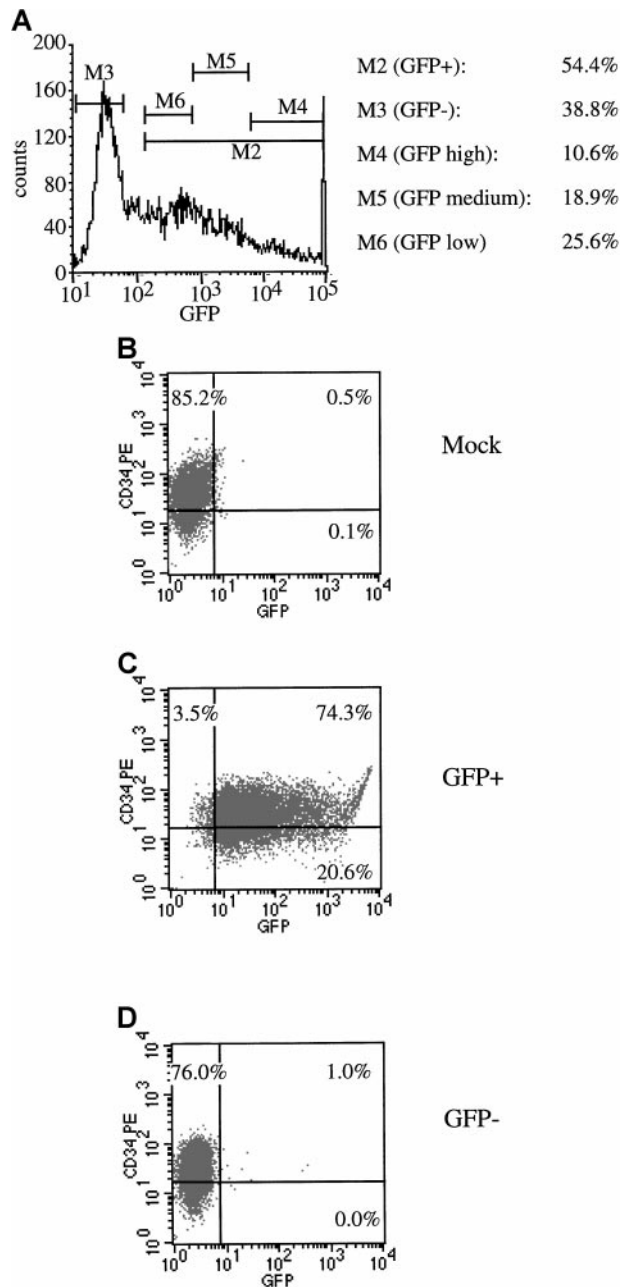 A
200
160
120
80
40
0
counts
M3
M5
M6
M4
M2
10^1 10^2 10^3 10^4 10^5
GFP
M2 (GFP+): 54.4%
M3 (GFP-): 38.8%
M4 (GFP high): 10.6%
M5 (GFP medium): 18.9%
M6 (GFP low) 25.6%
B
10^4
10^3
10^2
10^1
10^0
CD34 PE
85.2% 0.5%
0.1%
10^0 10^1 10^2 10^3 10^4
GFP
Mock
C
10^4
10^3
10^2
10^1
10^0
CD34 PE
3.5% 74.3%
20.6%
10^0 10^1 10^2 10^3 10^4
GFP
GFP+
D
10^4
10^3
10^2
10^1
10^0
CD34 PE
76.0% 1.0%
0.0%
10^0 10^1 10^2 10^3 10^4
GFP
GFP-